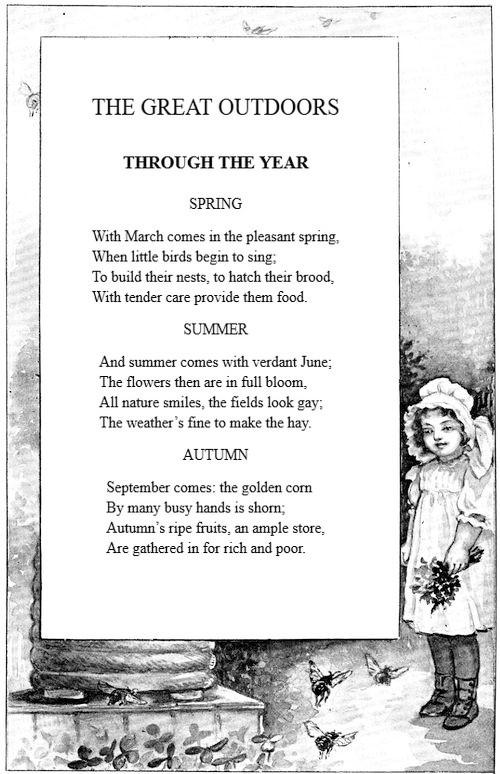 THE GREAT OUTDOORS
THROUGH THE YEAR
SPRING
With March comes in the pleasant spring,
When little birds begin to sing;
To build their nests, to hatch their brood,
With tender care provide them food.
SUMMER
And summer comes with verdant June;
The flowers then are in full bloom,
All nature smiles, the fields look gay;
The weather’s fine to make the hay.
AUTUMN
September comes: the golden corn
By many busy hands is shorn;
Autumn’s ripe fruits, an ample store,
Are gathered in for rich and poor.